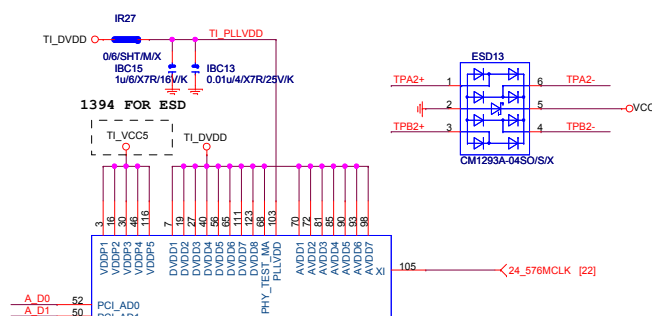 IR27
TI_DVDD
TI_PLLVDD
0/6/SHT/M/X
IBC15
1u/6/X7R/16V/K
IBC13
0.01u/4/X7R/25V/K
1394 FOR ESD
TI_VCC5
TI_DVDD
ESD13
TPA2+ 1 6 TPA2-
2 5 VCC
TPB2+ 3 4 TPB2-
CM1293A-04SO/S/X
3 16 30 46 116 7 19 27 40 56 65 111 123 68 103 70 72 81 85 90 93 98
VDDP1 VDDP2 VDDP3 VDDP4 VDDP5 DVDD1 DVDD2 DVDD3 DVDD4 DVDD5 DVDD6 DVDD7 DVDD8 PHY_TEST_MA PLLVDD AVDD1 AVDD2 AVDD3 AVDD4 AVDD5 AVDD6 AVDD7
XI 105 24_576MCLK [22]
A_D0 52 PCI_AD0
A_D1 50 PCI_AD1